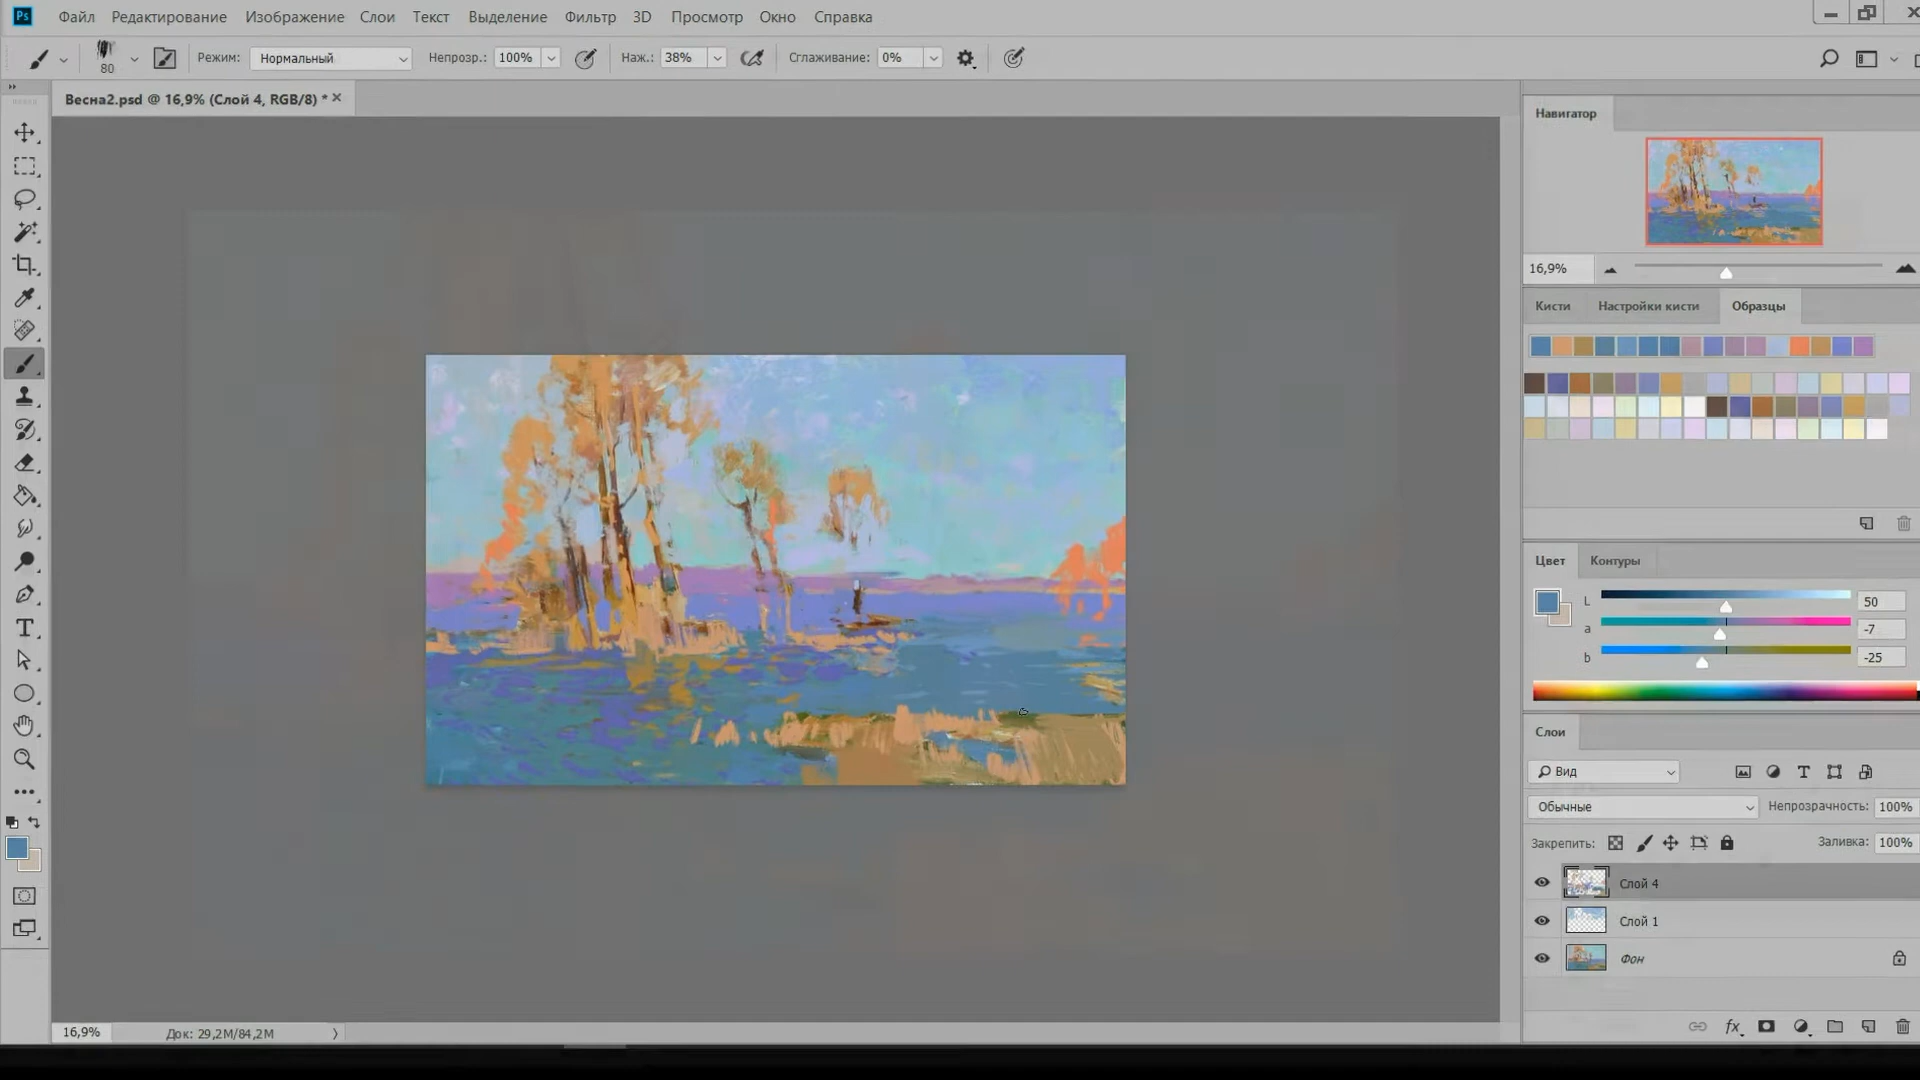 Ps Файл Редактирование Изображение Слои Текст Выделение Фильтр 3D Просмотр Окно Справка
80 Режим: Нормальный Непрозр.: 100% Наж.: 38% Сглаживание: 0%
Весна2.psd @ 16,9% (Слой 4, RGB/8) * ×
Навигатор
16,9%
Кисти Настройки кисти Образцы
Цвет Контуры
L 50
a -7
b -25
Слои
Вид
Обычные Непрозрачность: 100%
Закрепить: Заливка: 100%
Слой 4
Слой 1
Фон
fx
16,9% Док: 29,2M/84,2M